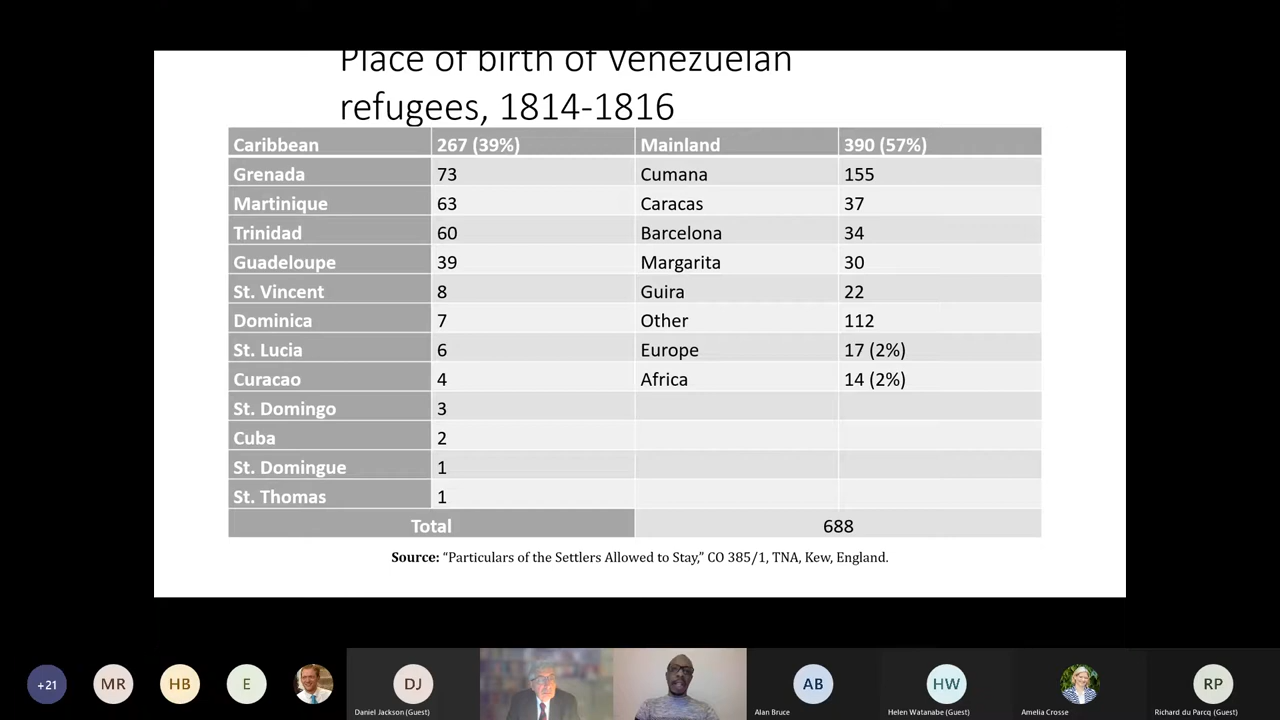 Place of birth of Venezuelan
refugees, 1814-1816
Caribbean 267 (39%) Mainland 390 (57%)
Grenada 73 Cumana 155
Martinique 63 Caracas 37
Trinidad 60 Barcelona 34
Guadeloupe 39 Margarita 30
St. Vincent 8 Guira 22
Dominica 7 Other 112
St. Lucia 6 Europe 17 (2%)
Curacao 4 Africa 14 (2%)
St. Domingo 3
Cuba 2
St. Domingue 1
St. Thomas 1
Total 688
Source: “Particulars of the Settlers Allowed to Stay,” CO 385/1, TNA, Kew, England.
+21 MR HB E DJ AB HW RP
Daniel Jackson (Guest) Alan Bruce Helen Watanabe (Guest) Amelia Crosse Richard du Parcq (Guest)